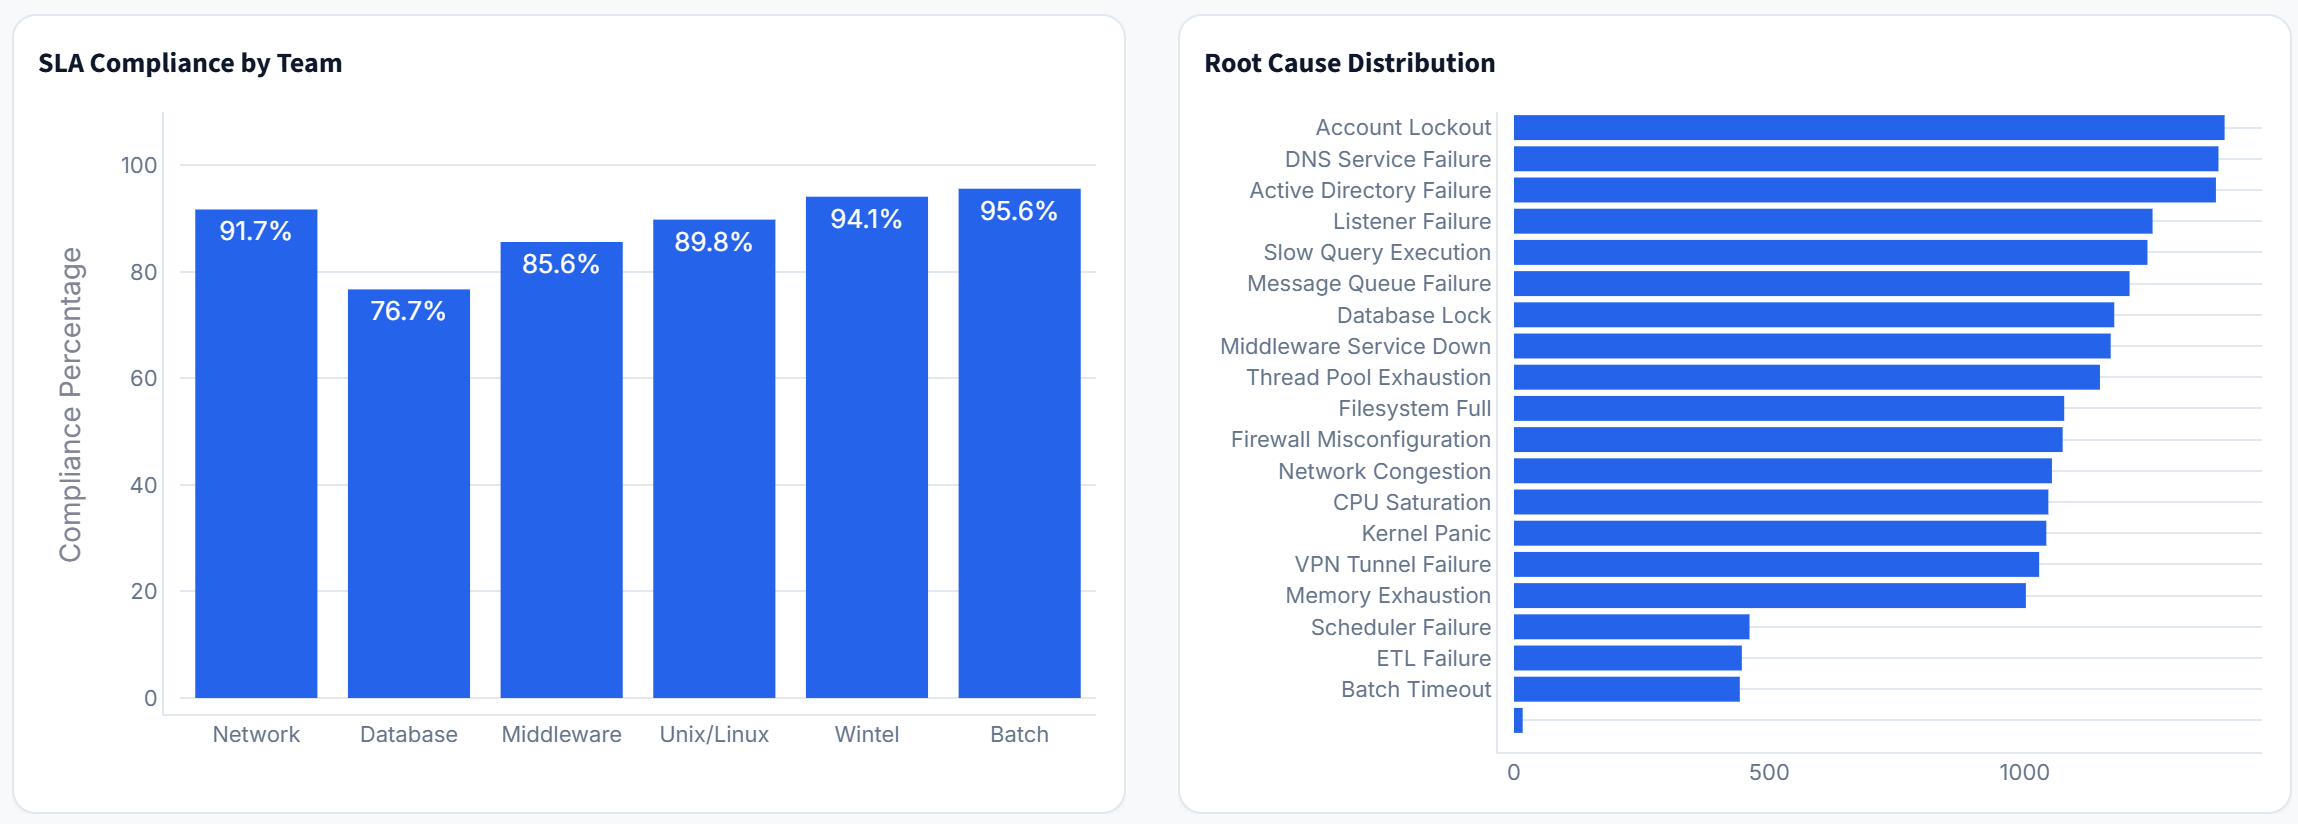 SLA Compliance by Team
Compliance Percentage
100
80
60
40
20
0
91.7%
76.7%
85.6%
89.8%
94.1%
95.6%
Network
Database
Middleware
Unix/Linux
Wintel
Batch
Root Cause Distribution
Account Lockout
DNS Service Failure
Active Directory Failure
Listener Failure
Slow Query Execution
Message Queue Failure
Database Lock
Middleware Service Down
Thread Pool Exhaustion
Filesystem Full
Firewall Misconfiguration
Network Congestion
CPU Saturation
Kernel Panic
VPN Tunnel Failure
Memory Exhaustion
Scheduler Failure
ETL Failure
Batch Timeout
0
500
1000